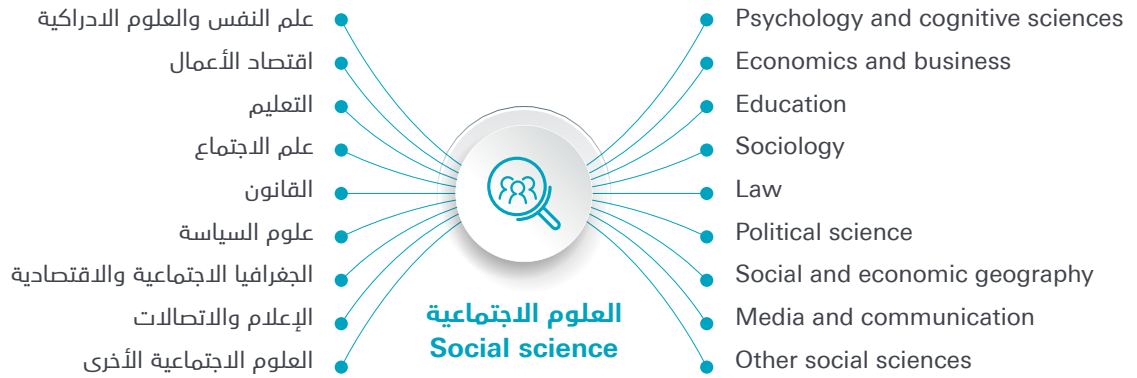 علم النفس والعلوم الادراكية
اقتصاد الأعمال
التعليم
علم الاجتماع
القانون
علوم السياسة
الجغرافيا الاجتماعية والاقتصادية
الإعلام والاتصالات
العلوم الاجتماعية الأخرى
العلوم الاجتماعية
Social science
Psychology and cognitive sciences
Economics and business
Education
Sociology
Law
Political science
Social and economic geography
Media and communication
Other social sciences